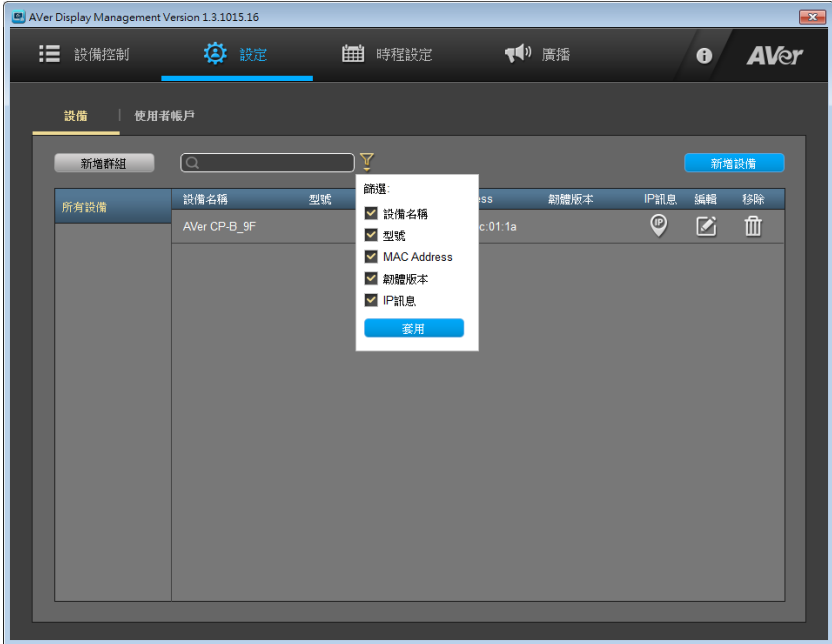 AVer Display Management Version 1.3.1015.16
設備控制 設定 時程設定 廣播 AVer
設備 使用者帳戶
新增群組 新增設備
所有設備 設備名稱 型號 ess 韌體版本 IP訊息 編輯 移除
AVer CP-B_9F c:01:1a IP
篩選:
設備名稱
型號
MAC Address
韌體版本
IP訊息
套用